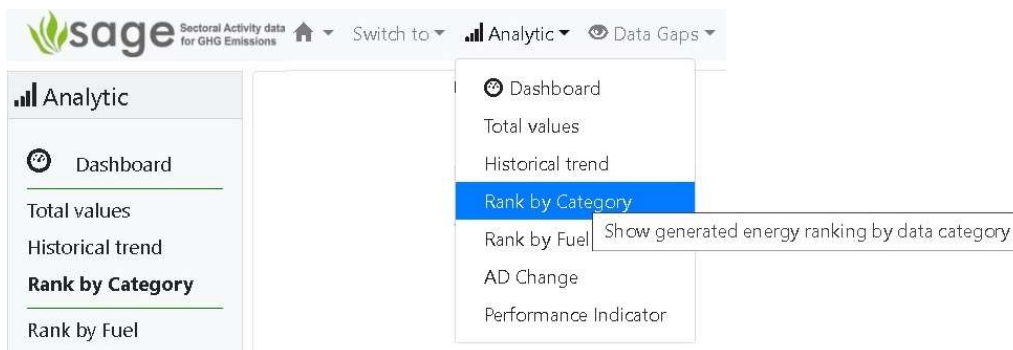 sage Sectoral Activity data
for GHG Emissions
Switch to Analytic Data Gaps
Analytic
Dashboard
Total values
Historical trend
Rank by Category
Rank by Fuel
Dashboard
Total values
Historical trend
Rank by Category
Rank by Fuel
AD Change
Performance Indicator
Show generated energy ranking by data category